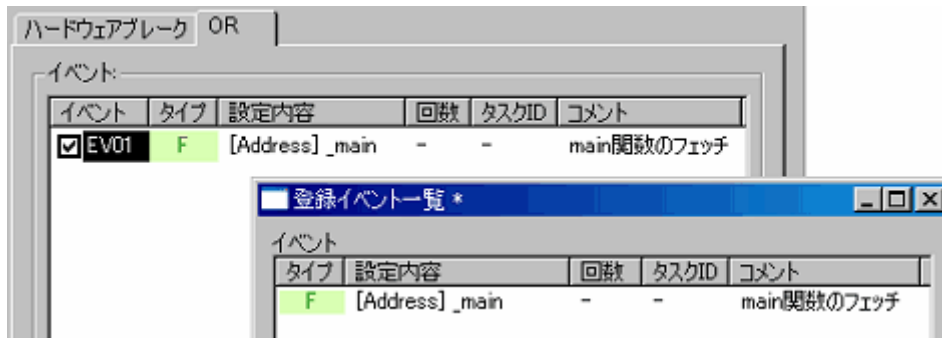 ハードウェアブレーク OR
イベント:
イベント タイプ 設定内容 回数 タスクID コメント
EV01 F [Address] _main - - main関数のフェッチ
登録イベント一覧 *
イベント
タイプ 設定内容 回数 タスクID コメント
F [Address] _main - - main関数のフェッチ